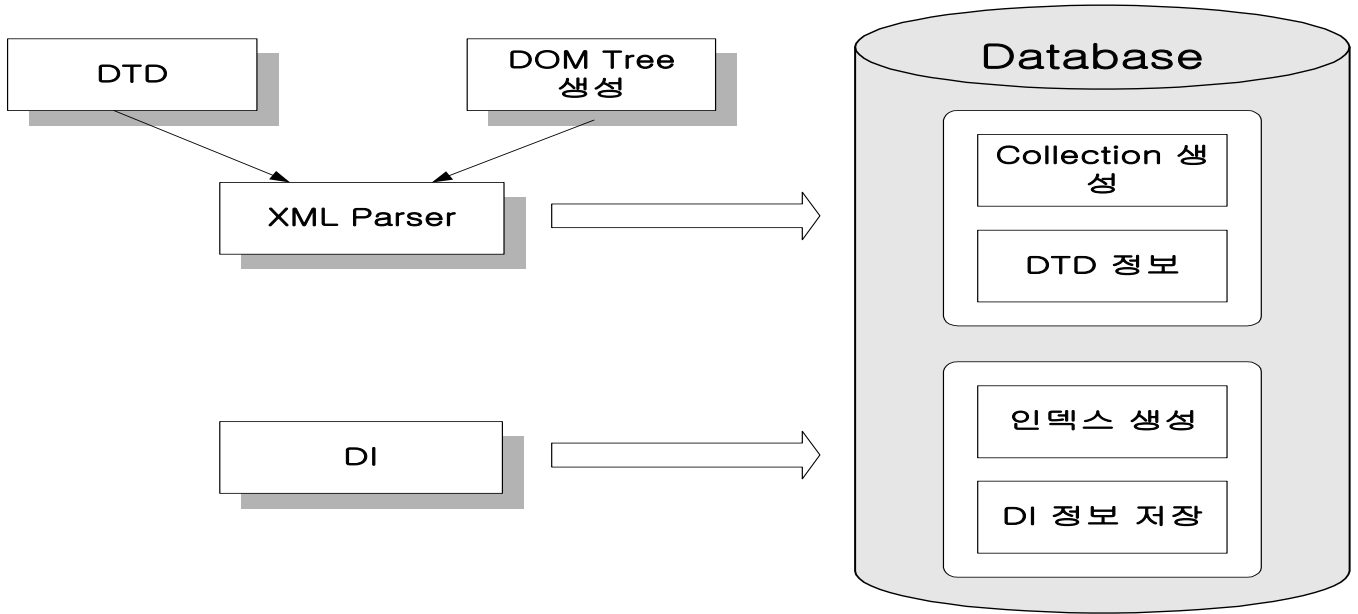 DTD
DOM Tree
생성
XML Parser
DI
Database
Collection 생
성
DTD 정보
인덱스 생성
DI 정보 저장